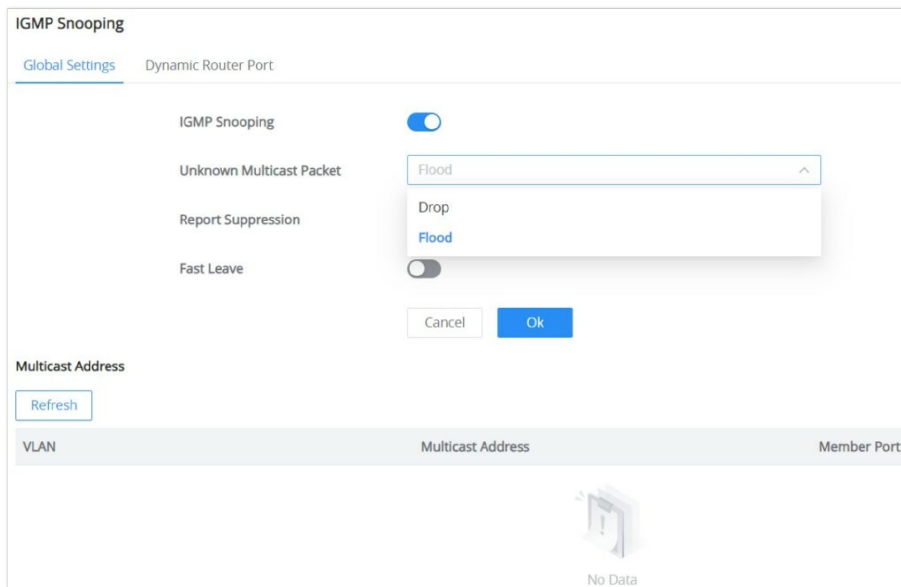 IGMP Snooping
Global Settings Dynamic Router Port
IGMP Snooping
Unknown Multicast Packet Flood
Drop
Report Suppression
Flood
Fast Leave
Cancel Ok
Multicast Address
Refresh
VLAN Multicast Address Member Port
No Data